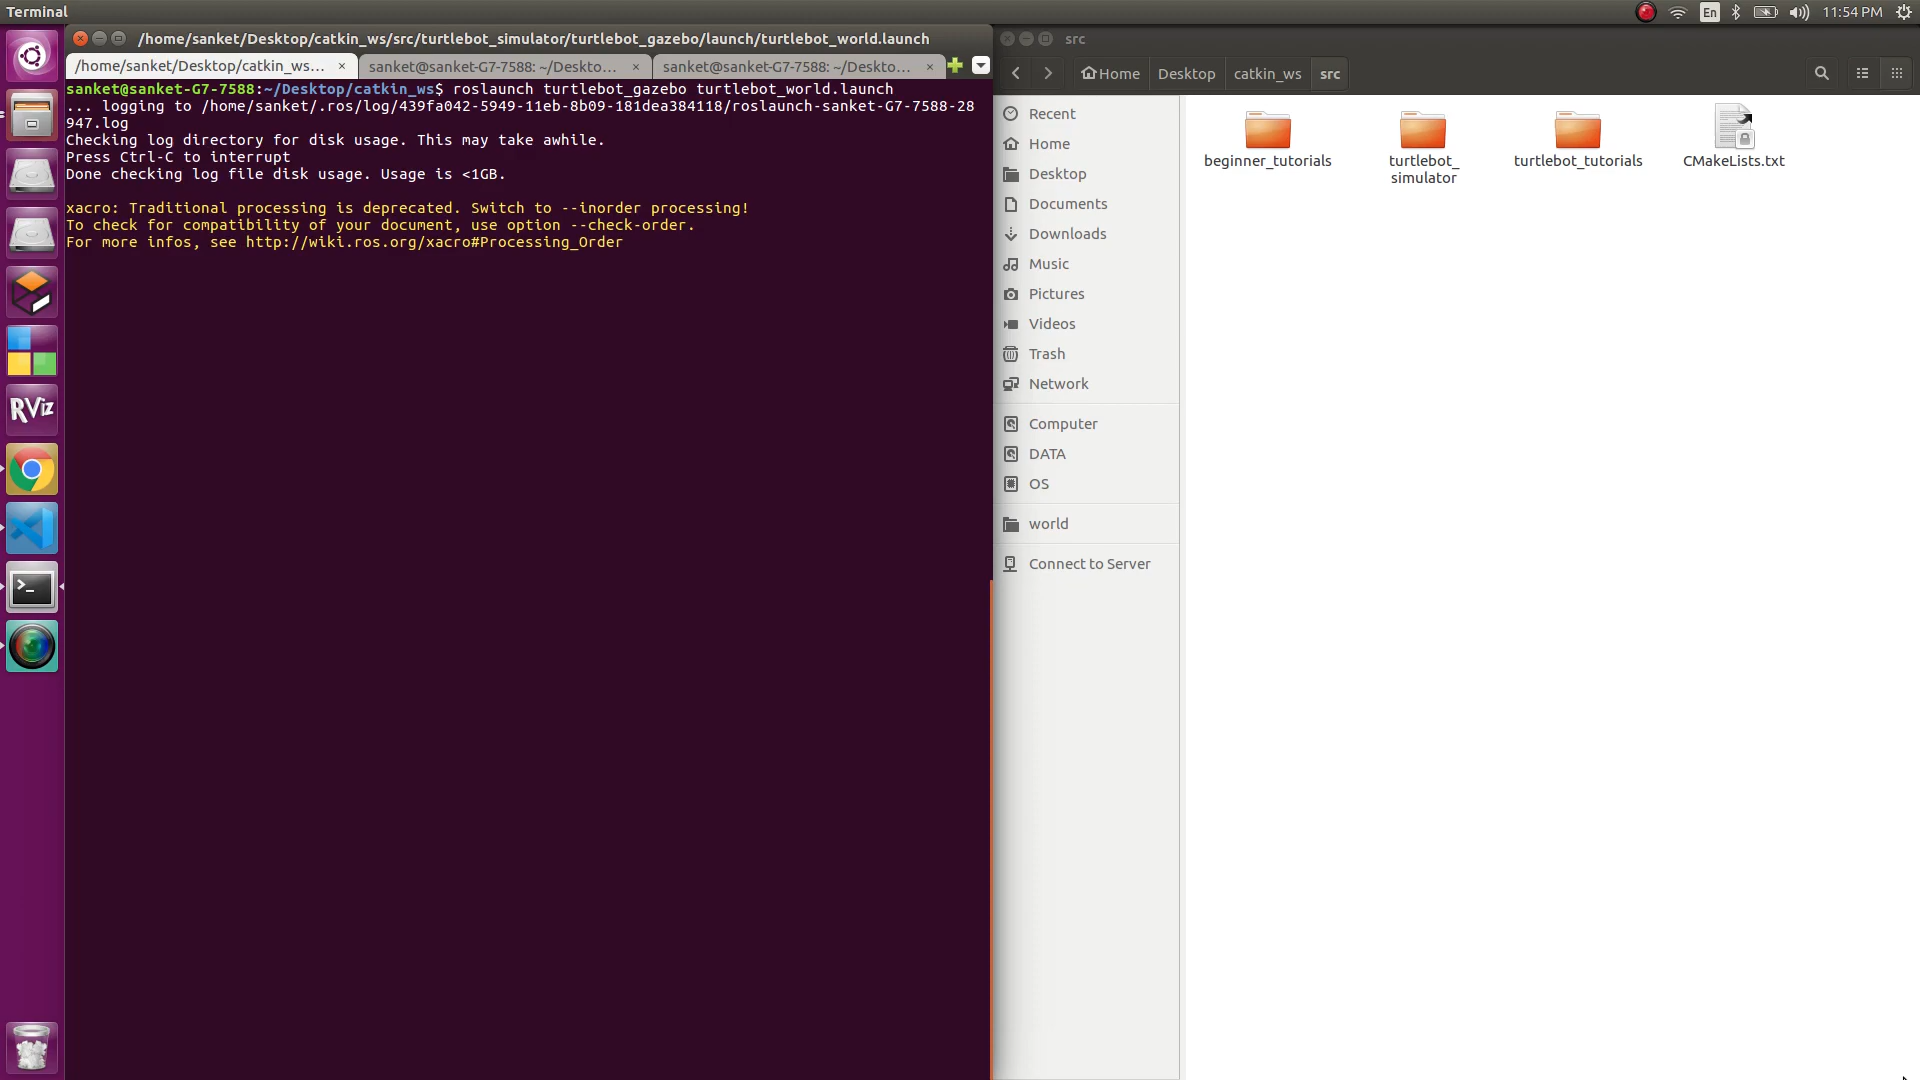 Terminal
En
11:54 PM
/home/sanket/Desktop/catkin_ws/src/turtlebot_simulator/turtlebot_gazebo/launch/turtlebot_world.launch
/home/sanket/Desktop/catkin_ws... × sanket@sanket-G7-7588: ~/Deskto... × sanket@sanket-G7-7588: ~/Deskto... ×
sanket@sanket-G7-7588:~/Desktop/catkin_ws$ roslaunch turtlebot_gazebo turtlebot_world.launch
... logging to /home/sanket/.ros/log/439fa042-5949-11eb-8b09-181dea384118/roslaunch-sanket-G7-7588-28
947.log
Checking log directory for disk usage. This may take awhile.
Press Ctrl-C to interrupt
Done checking log file disk usage. Usage is <1GB.
xacro: Traditional processing is deprecated. Switch to --inorder processing!
To check for compatibility of your document, use option --check-order.
For more infos, see http://wiki.ros.org/xacro#Processing_Order
RViz
>_
src
Home Desktop catkin_ws src
Recent
Home
Desktop
Documents
Downloads
Music
Pictures
Videos
Trash
Network
Computer
DATA
OS
world
Connect to Server
beginner_tutorials
turtlebot_
simulator
turtlebot_tutorials
CMakeLists.txt